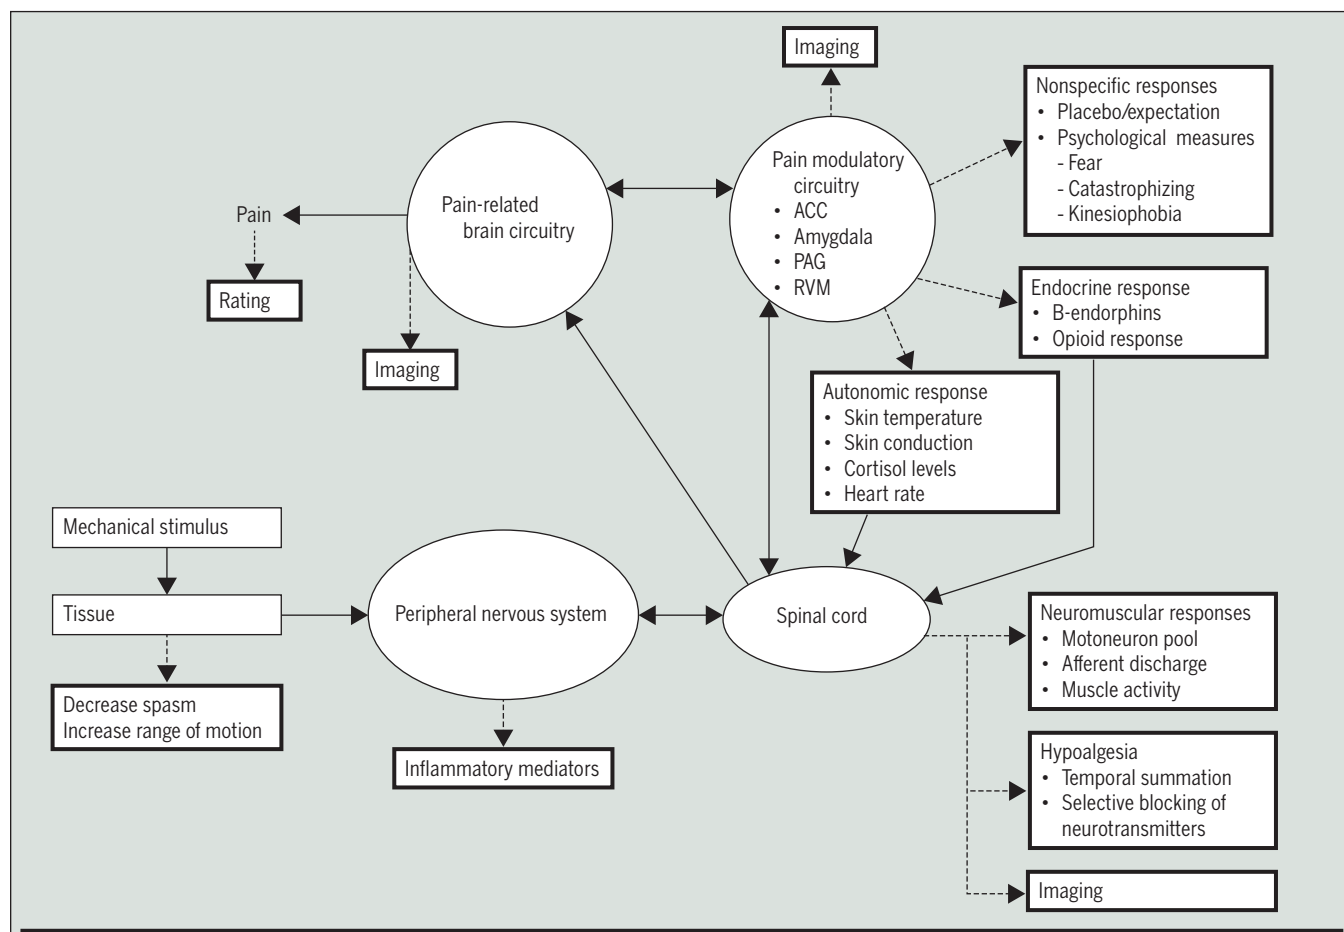 Imaging
Nonspecific responses
• Placebo/expectation
• Psychological measures
- Fear
- Catastrophizing
- Kinesiophobia
Pain modulatory
circuitry
• ACC
• Amygdala
• PAG
• RVM
Pain-related
brain circuitry
Pain
Rating
Imaging
Endocrine response
• B-endorphins
• Opioid response
Autonomic response
• Skin temperature
• Skin conduction
• Cortisol levels
• Heart rate
Mechanical stimulus
Tissue
Decrease spasm
Increase range of motion
Peripheral nervous system
Inflammatory mediators
Spinal cord
Neuromuscular responses
• Motoneuron pool
• Afferent discharge
• Muscle activity
Hypoalgesia
• Temporal summation
• Selective blocking of
neurotransmitters
Imaging